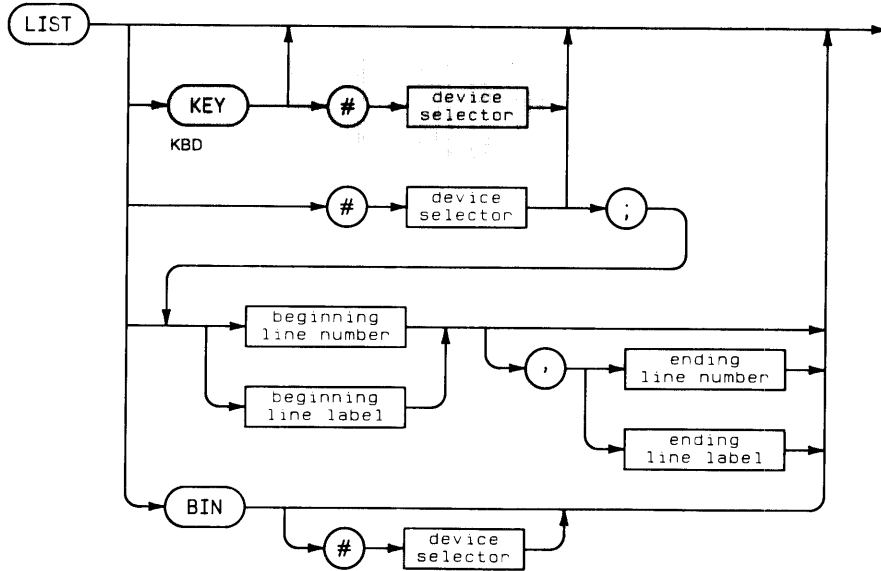 LIST
KEY
#
device
selector
KBD
#
device
selector
;
beginning
line number
,
ending
line number
beginning
line label
ending
line label
BIN
#
device
selector